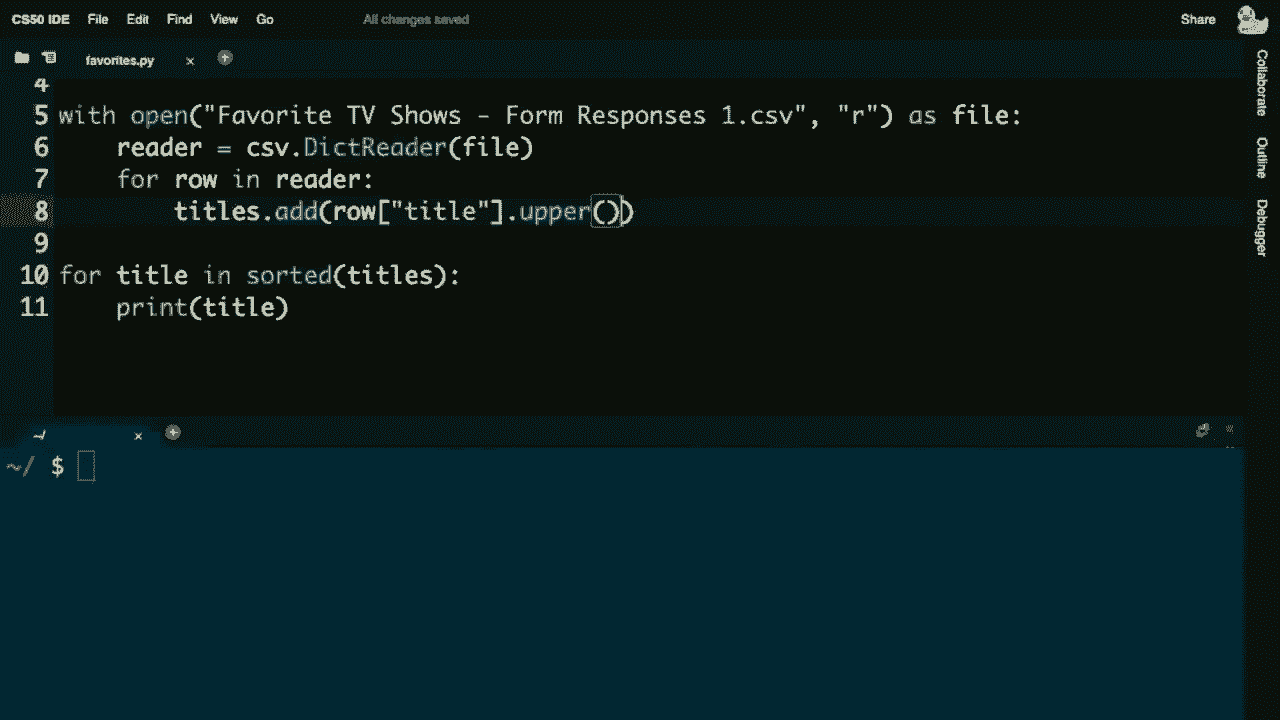 CS50 IDE File Edit Find View Go All changes saved Share
favorites.py × +
4
5 with open("Favorite TV Shows - Form Responses 1.csv", "r") as file:
6     reader = csv.DictReader(file)
7     for row in reader:
8         titles.add(row["title"].upper())
9
10 for title in sorted(titles):
11     print(title)
Collaborate
Outline
Debugger
~/ $